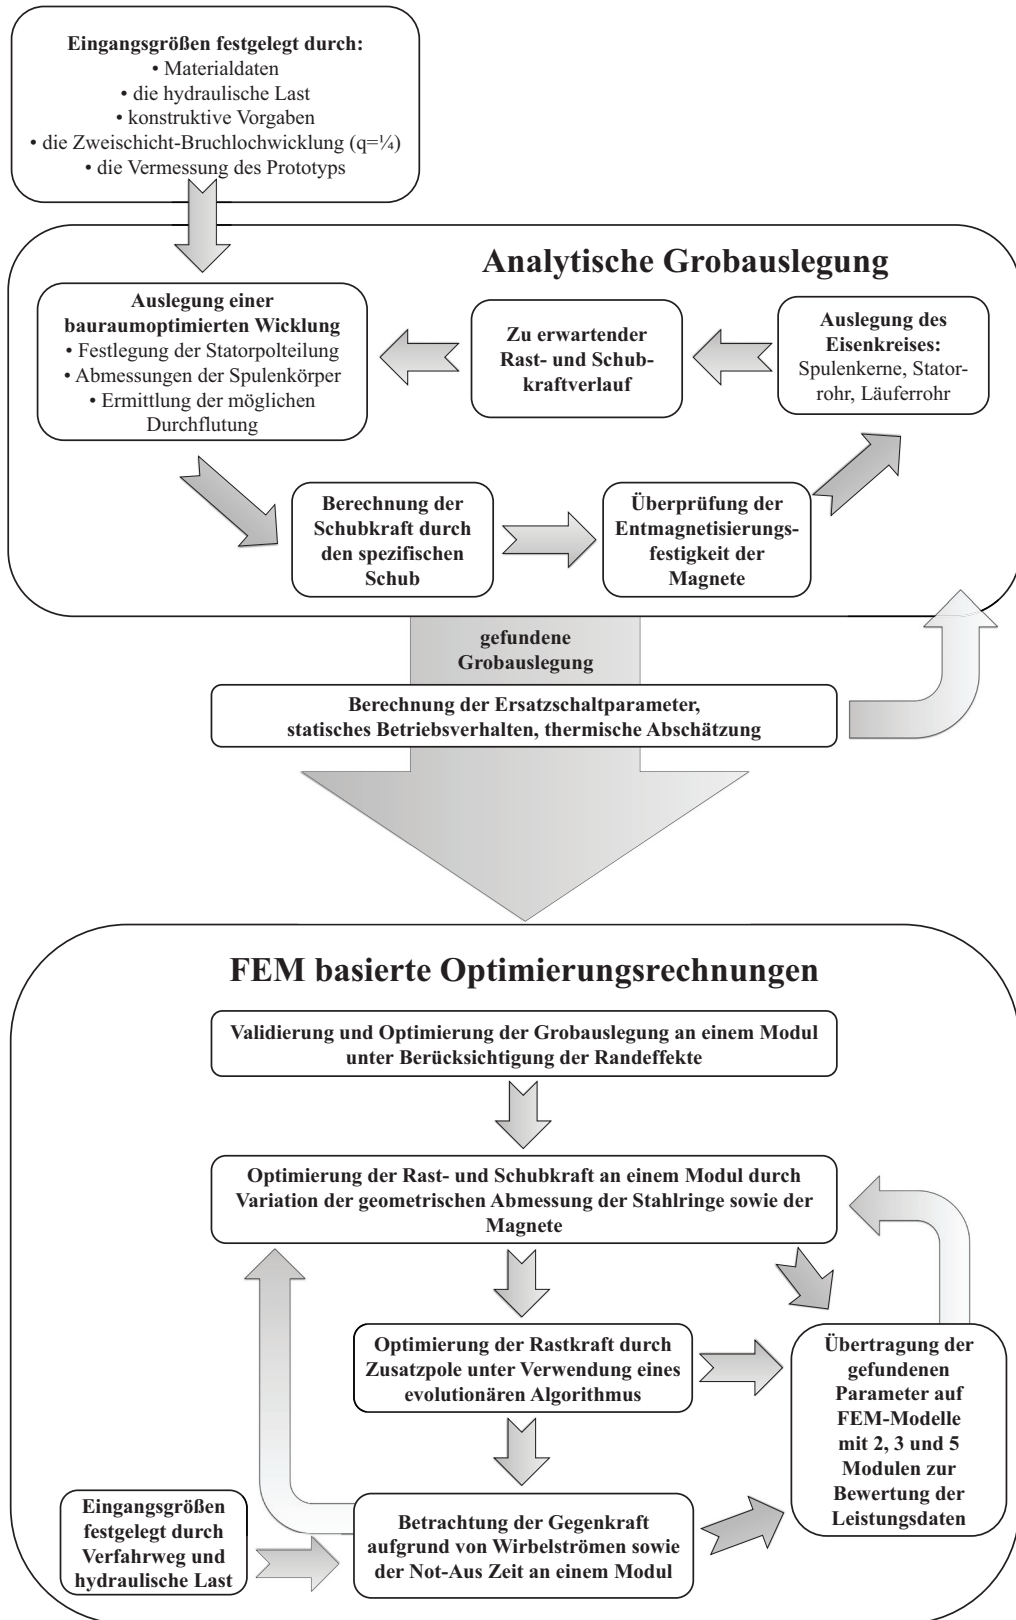 Eingangsgrößen festgelegt durch:
• Materialdaten
• die hydraulische Last
• konstruktive Vorgaben
• die Zweischicht-Bruchlochwicklung (q=¼)
• die Vermessung des Prototyps
Analytische Grobauslegung
Auslegung einer
bauraumoptimierten Wicklung
• Festlegung der Statorpolteilung
• Abmessungen der Spulenkörper
• Ermittlung der möglichen
Durchflutung
Zu erwartender
Rast- und Schub-
kraftverlauf
Auslegung des
Eisenkreises:
Spulenkerne, Stator-
rohr, Läuferrohr
Berechnung der
Schubkraft durch
den spezifischen
Schub
Überprüfung der
Entmagnetisierungs-
festigkeit der
Magnete
gefundene
Grobauslegung
Berechnung der Ersatzschaltparameter,
statisches Betriebsverhalten, thermische Abschätzung
FEM basierte Optimierungsrechnungen
Validierung und Optimierung der Grobauslegung an einem Modul
unter Berücksichtigung der Randeffekte
Optimierung der Rast- und Schubkraft an einem Modul durch
Variation der geometrischen Abmessung der Stahlringe sowie der
Magnete
Optimierung der Rastkraft durch
Zusatzpole unter Verwendung eines
evolutionären Algorithmus
Übertragung der
gefundenen
Parameter auf
FEM-Modelle
mit 2, 3 und 5
Modulen zur
Bewertung der
Leistungsdaten
Eingangsgrößen
festgelegt durch
Verfahrweg und
hydraulische Last
Betrachtung der Gegenkraft
aufgrund von Wirbelströmen sowie
der Not-Aus Zeit an einem Modul